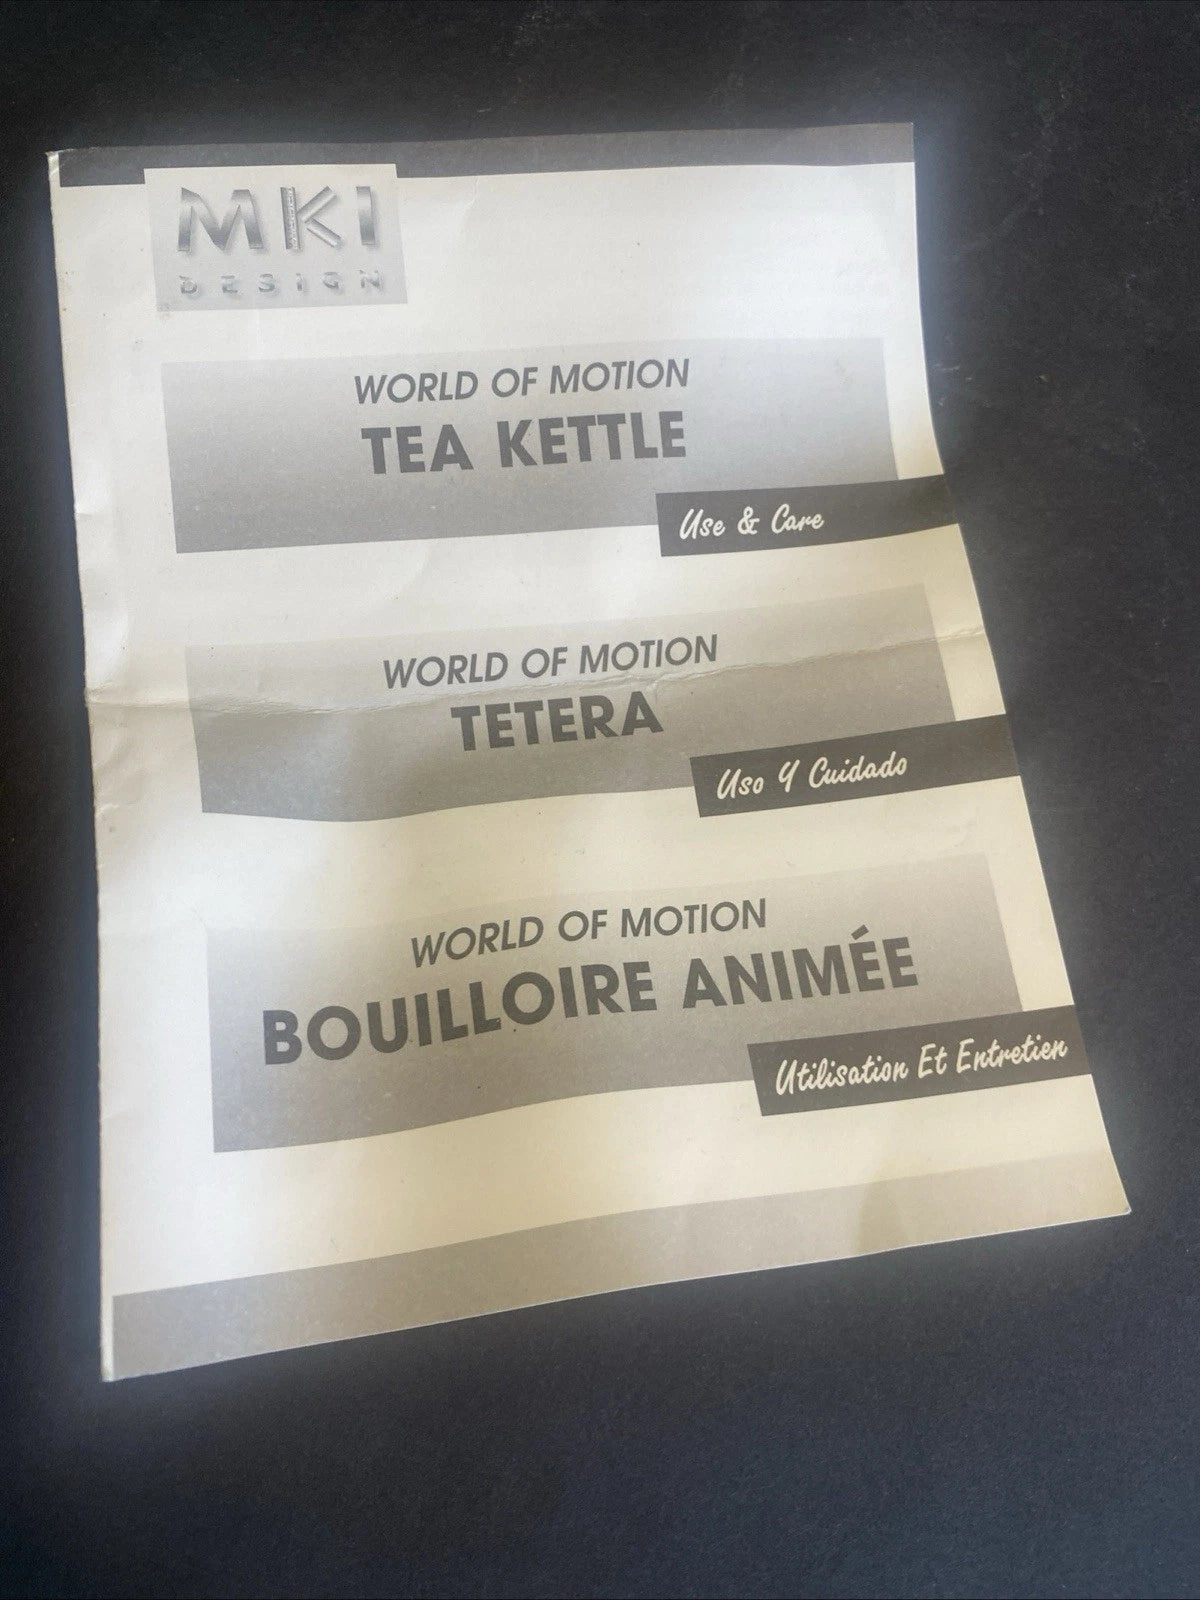 MKI
DESIGN
WORLD OF MOTION
TEA KETTLE
Use & Care
WORLD OF MOTION
TETERA
Uso Y Cuidado
WORLD OF MOTION
BOUILLOIRE ANIMÉE
Utilisation Et Entretien